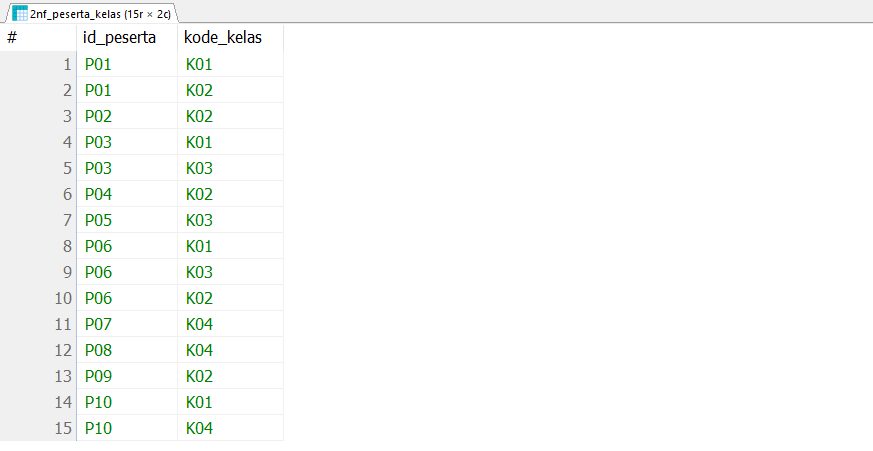 2nf_peserta_kelas (15r × 2c)
# id_peserta kode_kelas
1 P01 K01
2 P01 K02
3 P02 K02
4 P03 K01
5 P03 K03
6 P04 K02
7 P05 K03
8 P06 K01
9 P06 K03
10 P06 K02
11 P07 K04
12 P08 K04
13 P09 K02
14 P10 K01
15 P10 K04